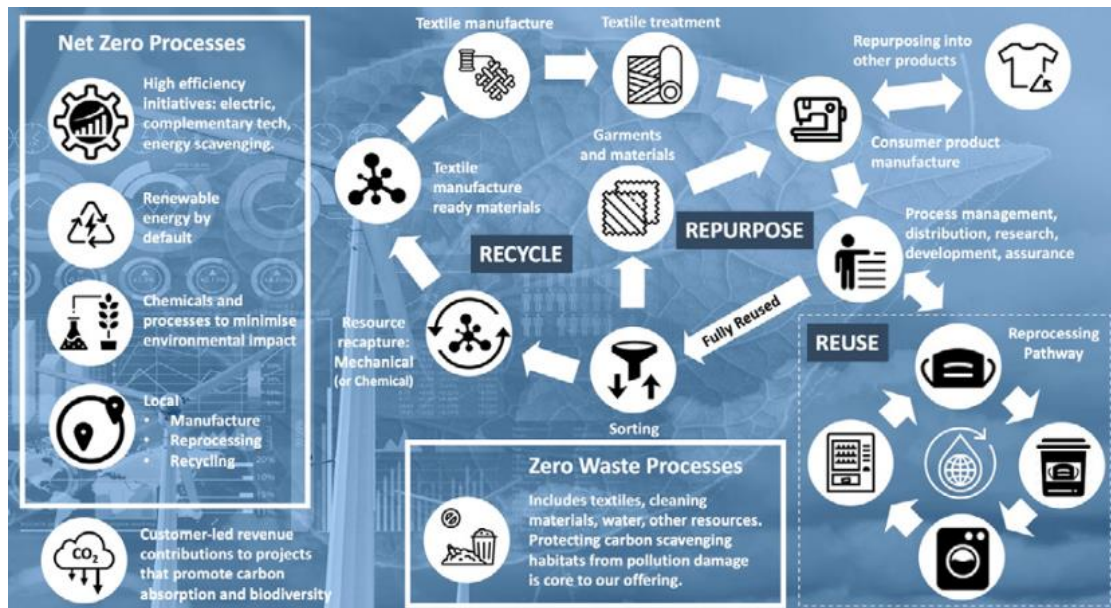 Net Zero Processes
High efficiency
initiatives: electric,
complementary tech,
energy scavenging.
Renewable
energy by
default
Chemicals and
processes to minimise
environmental impact
Local
• Manufacture
• Reprocessing
• Recycling
CO2
Customer-led revenue
contributions to projects
that promote carbon
absorption and biodiversity
Textile manufacture
Textile treatment
Repurposing into
other products
Consumer product
manufacture
Garments
and materials
Textile
manufacture
ready materials
RECYCLE
REPURPOSE
Process management,
distribution, research,
development, assurance
Resource
recapture:
Mechanical
(or Chemical)
Fully Reused
Sorting
REUSE
Reprocessing
Pathway
Zero Waste Processes
Includes textiles, cleaning
materials, water, other resources.
Protecting carbon scavenging
habitats from pollution damage
is core to our offering.